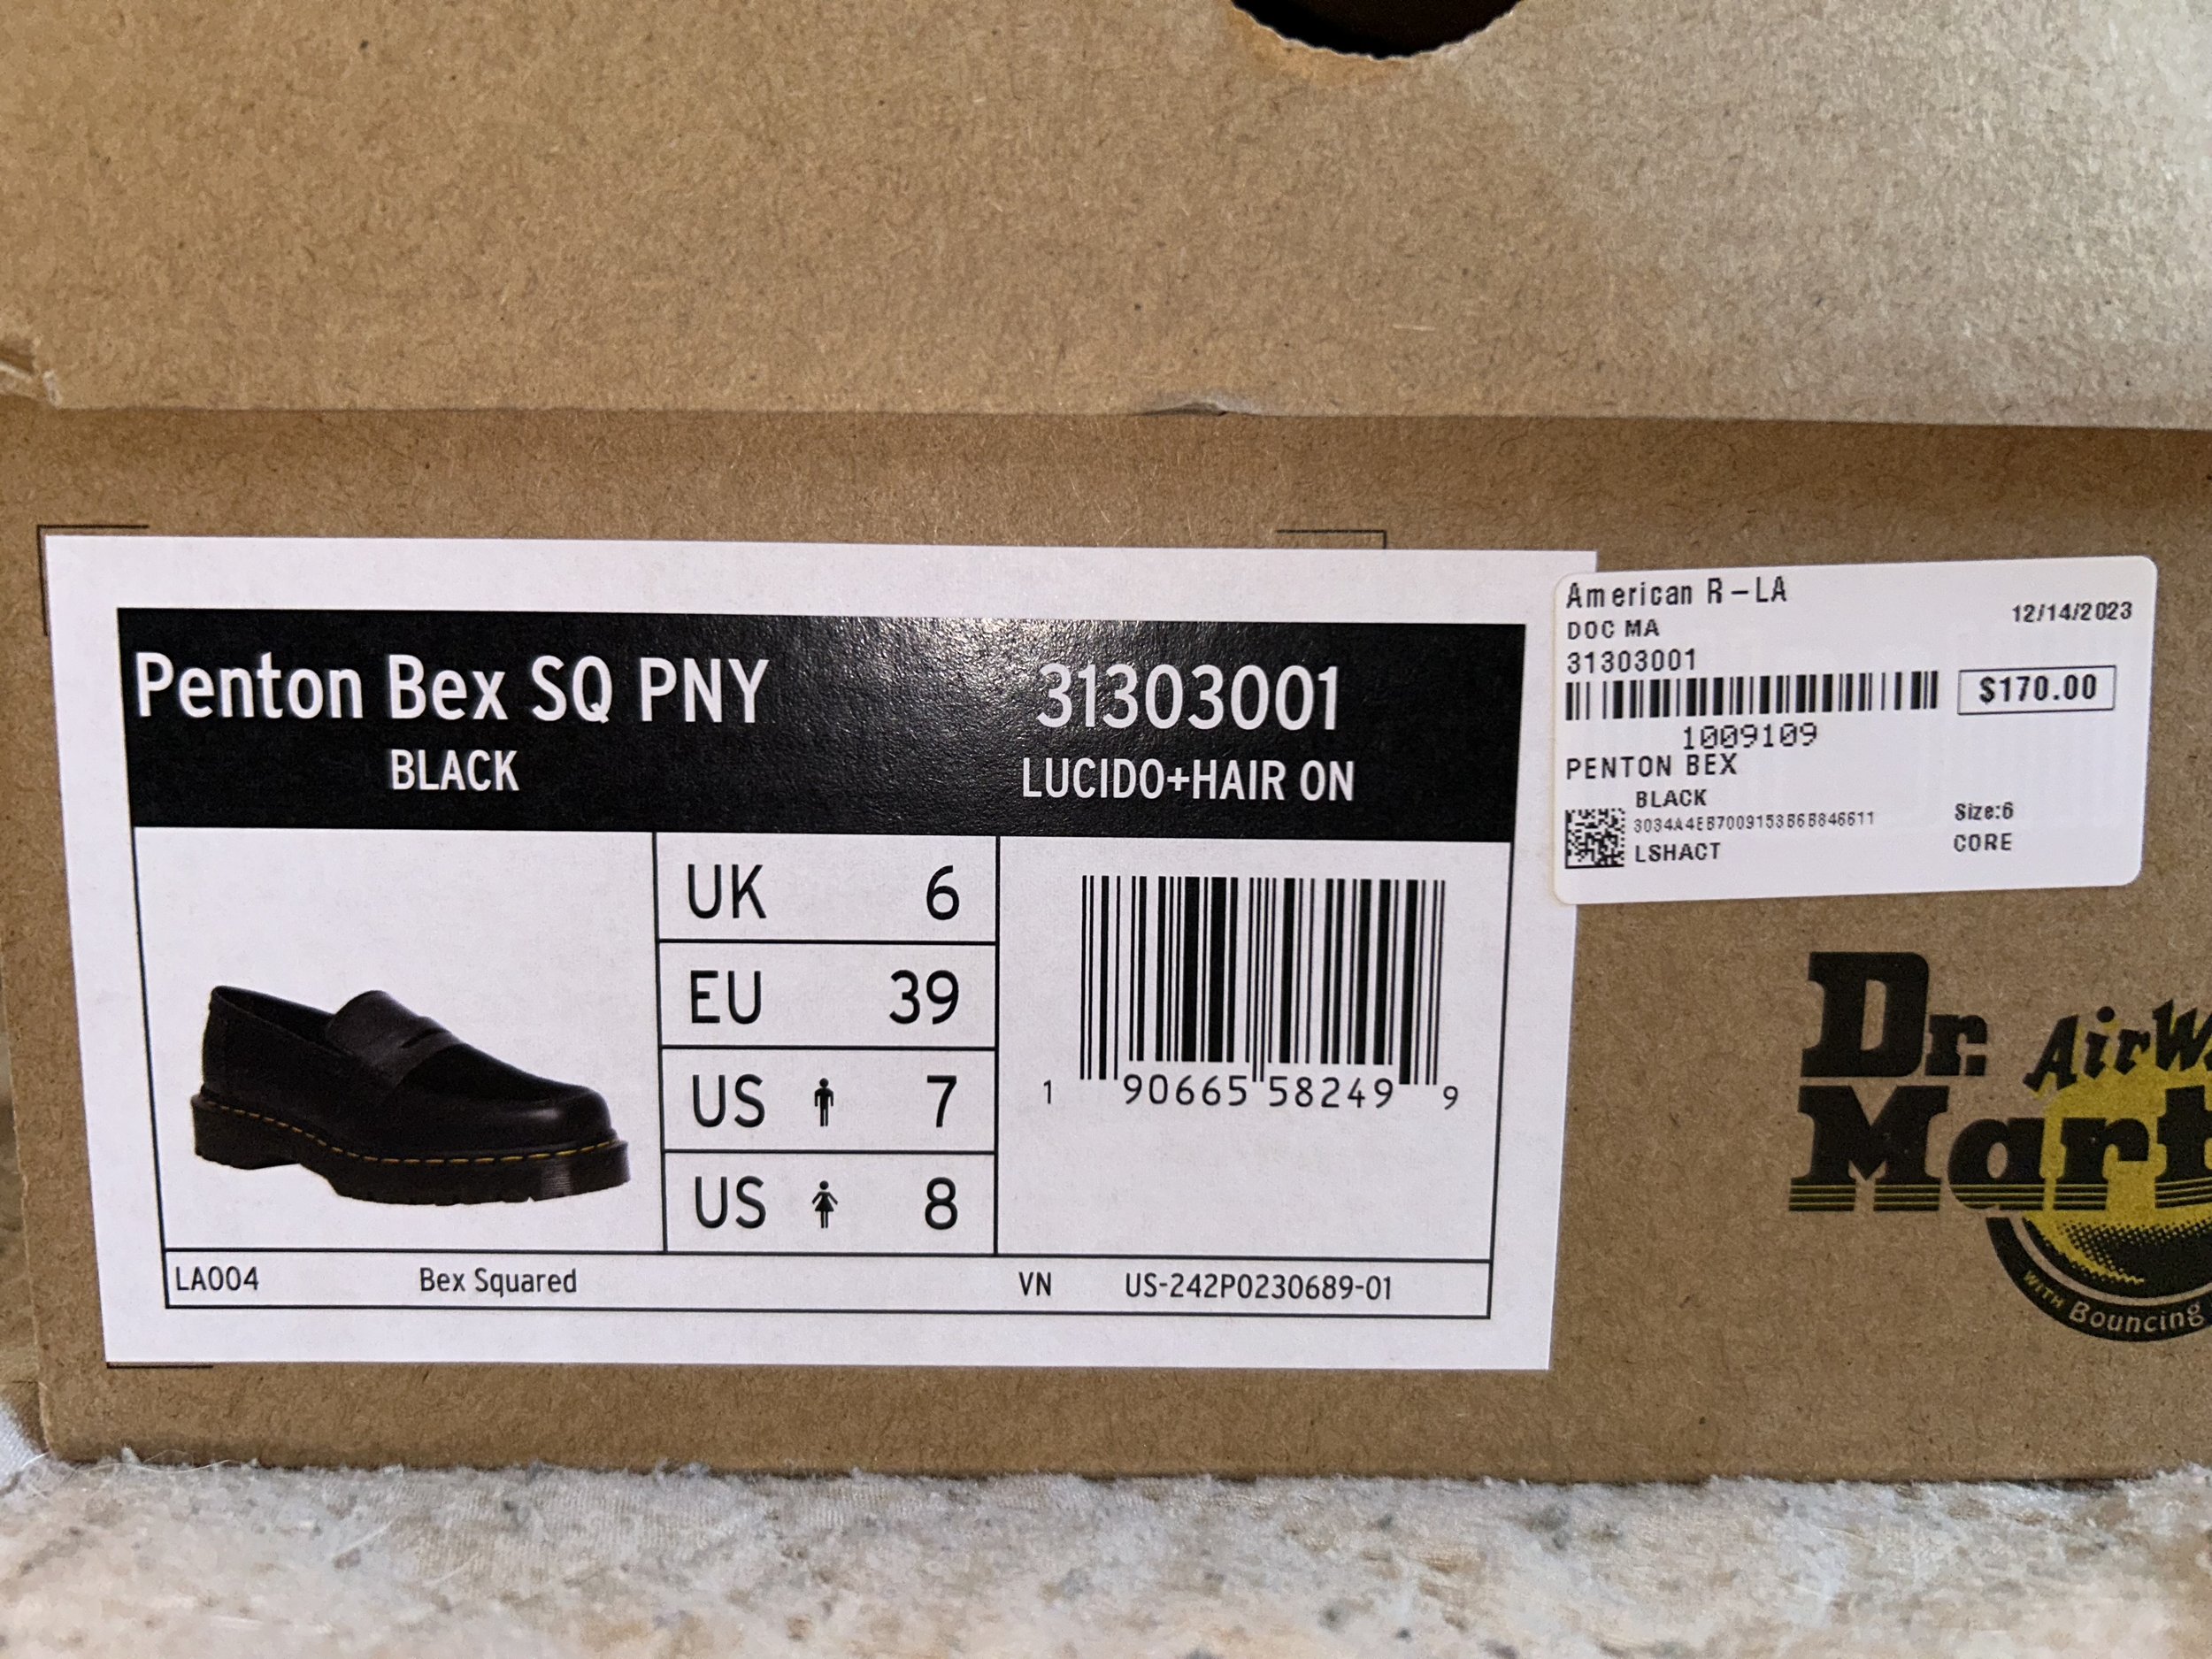 Penton Bex SQ PNY 31303001
BLACK LUCIDO+HAIR ON
UK 6
EU 39
US 7
US 8
1 90665 58249 9
LA004 Bex Squared VN US-242P0230689-01
American R-LA
12/14/2023
DOC MA
31303001
$170.00
1009109
PENTON BEX
BLACK
Size:6
LSHACT
CORE
Dr.
AirW
Mart
WITH Bouncing